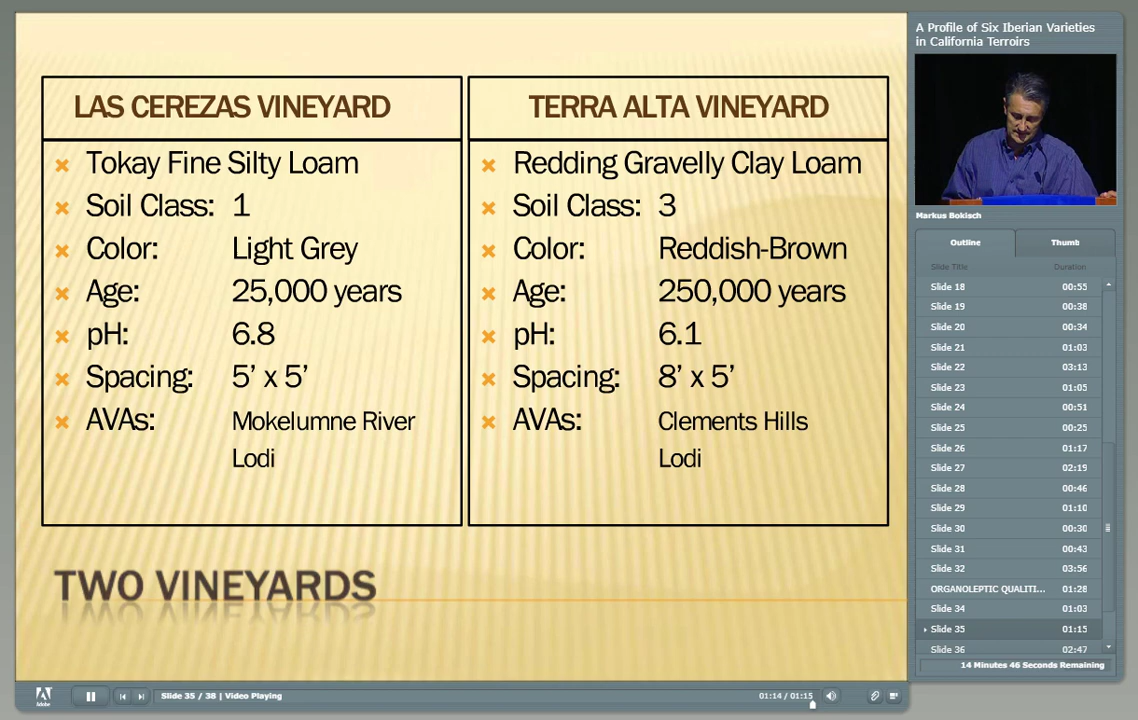 LAS CEREZAS VINEYARD
Tokay Fine Silty Loam
Soil Class: 1
Color: Light Grey
Age: 25,000 years
pH: 6.8
Spacing: 5’ x 5’
AVAs: Mokelumne River
Lodi
TERRA ALTA VINEYARD
Redding Gravelly Clay Loam
Soil Class: 3
Color: Reddish-Brown
Age: 250,000 years
pH: 6.1
Spacing: 8’ x 5’
AVAs: Clements Hills
Lodi
TWO VINEYARDS
A Profile of Six Iberian Varieties
in California Terroirs
Markus Bokisch
Outline Thumb
Slide Title Duration
Slide 18 00:55
Slide 19 00:38
Slide 20 00:34
Slide 21 01:03
Slide 22 03:13
Slide 23 01:05
Slide 24 00:51
Slide 25 00:25
Slide 26 01:17
Slide 27 02:19
Slide 28 00:46
Slide 29 01:10
Slide 30 00:30
Slide 31 00:43
Slide 32 03:56
ORGANOLEPTIC QUALITI... 01:28
Slide 34 01:03
Slide 35 01:15
Slide 36 02:47
14 Minutes 46 Seconds Remaining
Adobe
Slide 35 / 38 | Video Playing
01:14 / 01:15